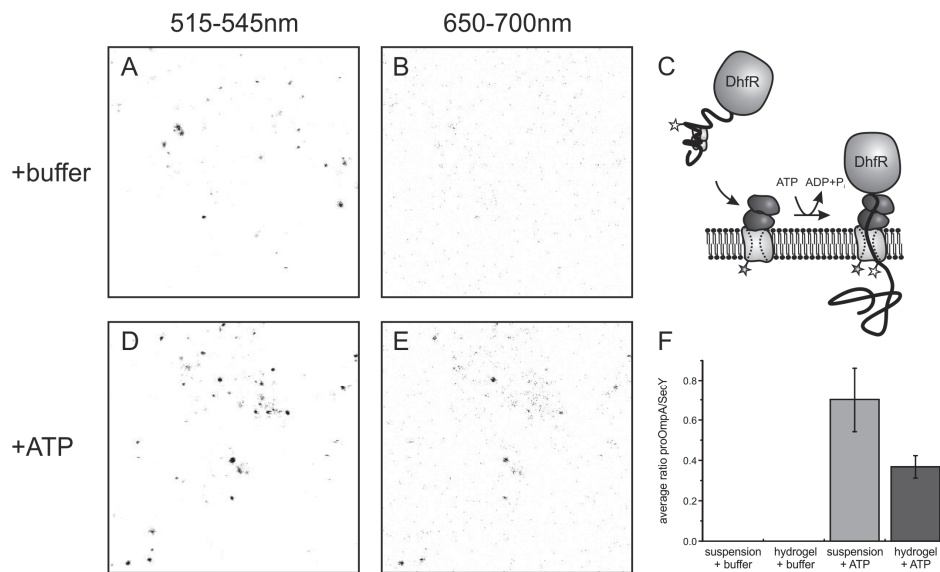 515-545nm
650-700nm
+buffer
A
B
C
DhfR
DhfR
ATP
ADP+Pi
+ATP
D
E
F
average ratio proOmpA/SecY
0.8
0.6
0.4
0.2
0.0
suspension
+ buffer
hydrogel
+ buffer
suspension
+ ATP
hydrogel
+ ATP